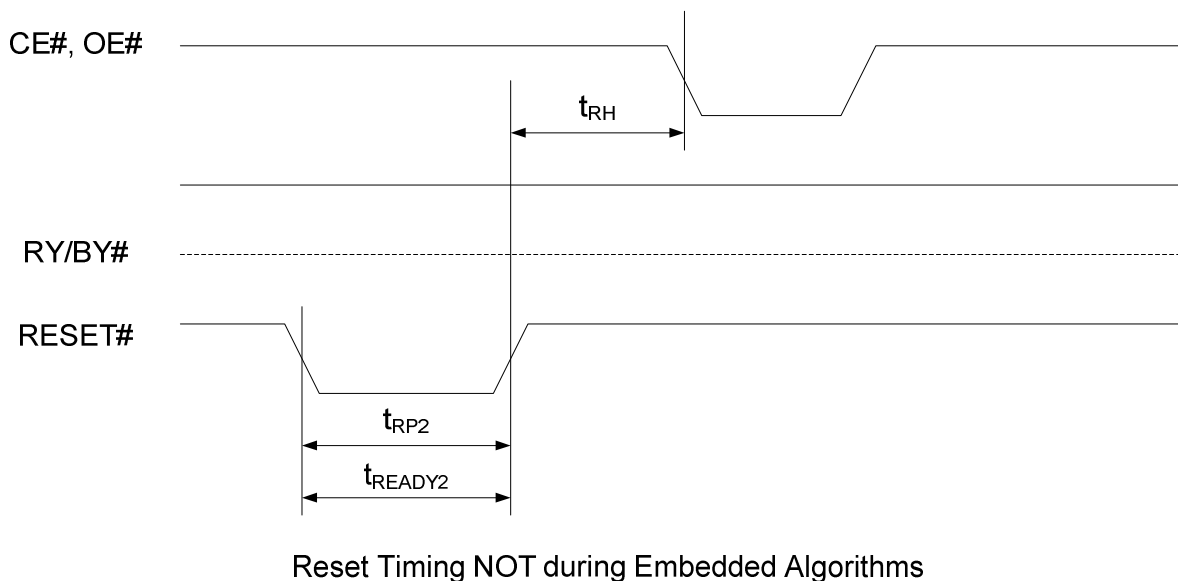 CE#, OE#
tRH
RY/BY#
RESET#
tRP2
tREADY2
Reset Timing NOT during Embedded Algorithms